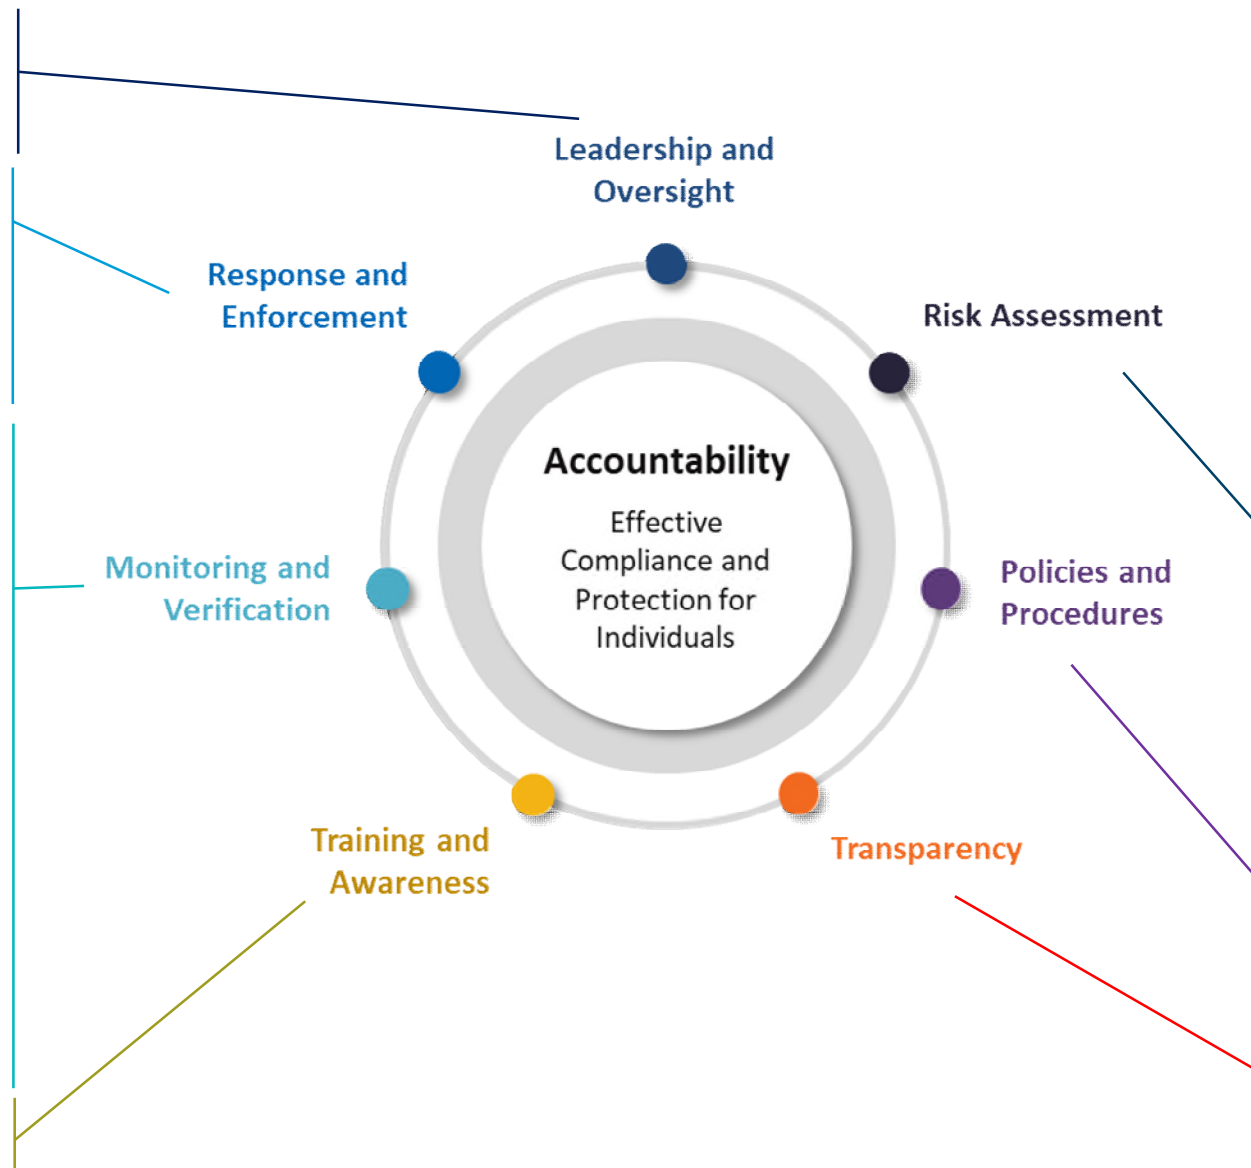 Leadership and
Oversight
Response and
Enforcement
Risk Assessment
Accountability
Effective
Compliance and
Protection for
Individuals
Monitoring and
Verification
Policies and
Procedures
Training and
Awareness
Transparency